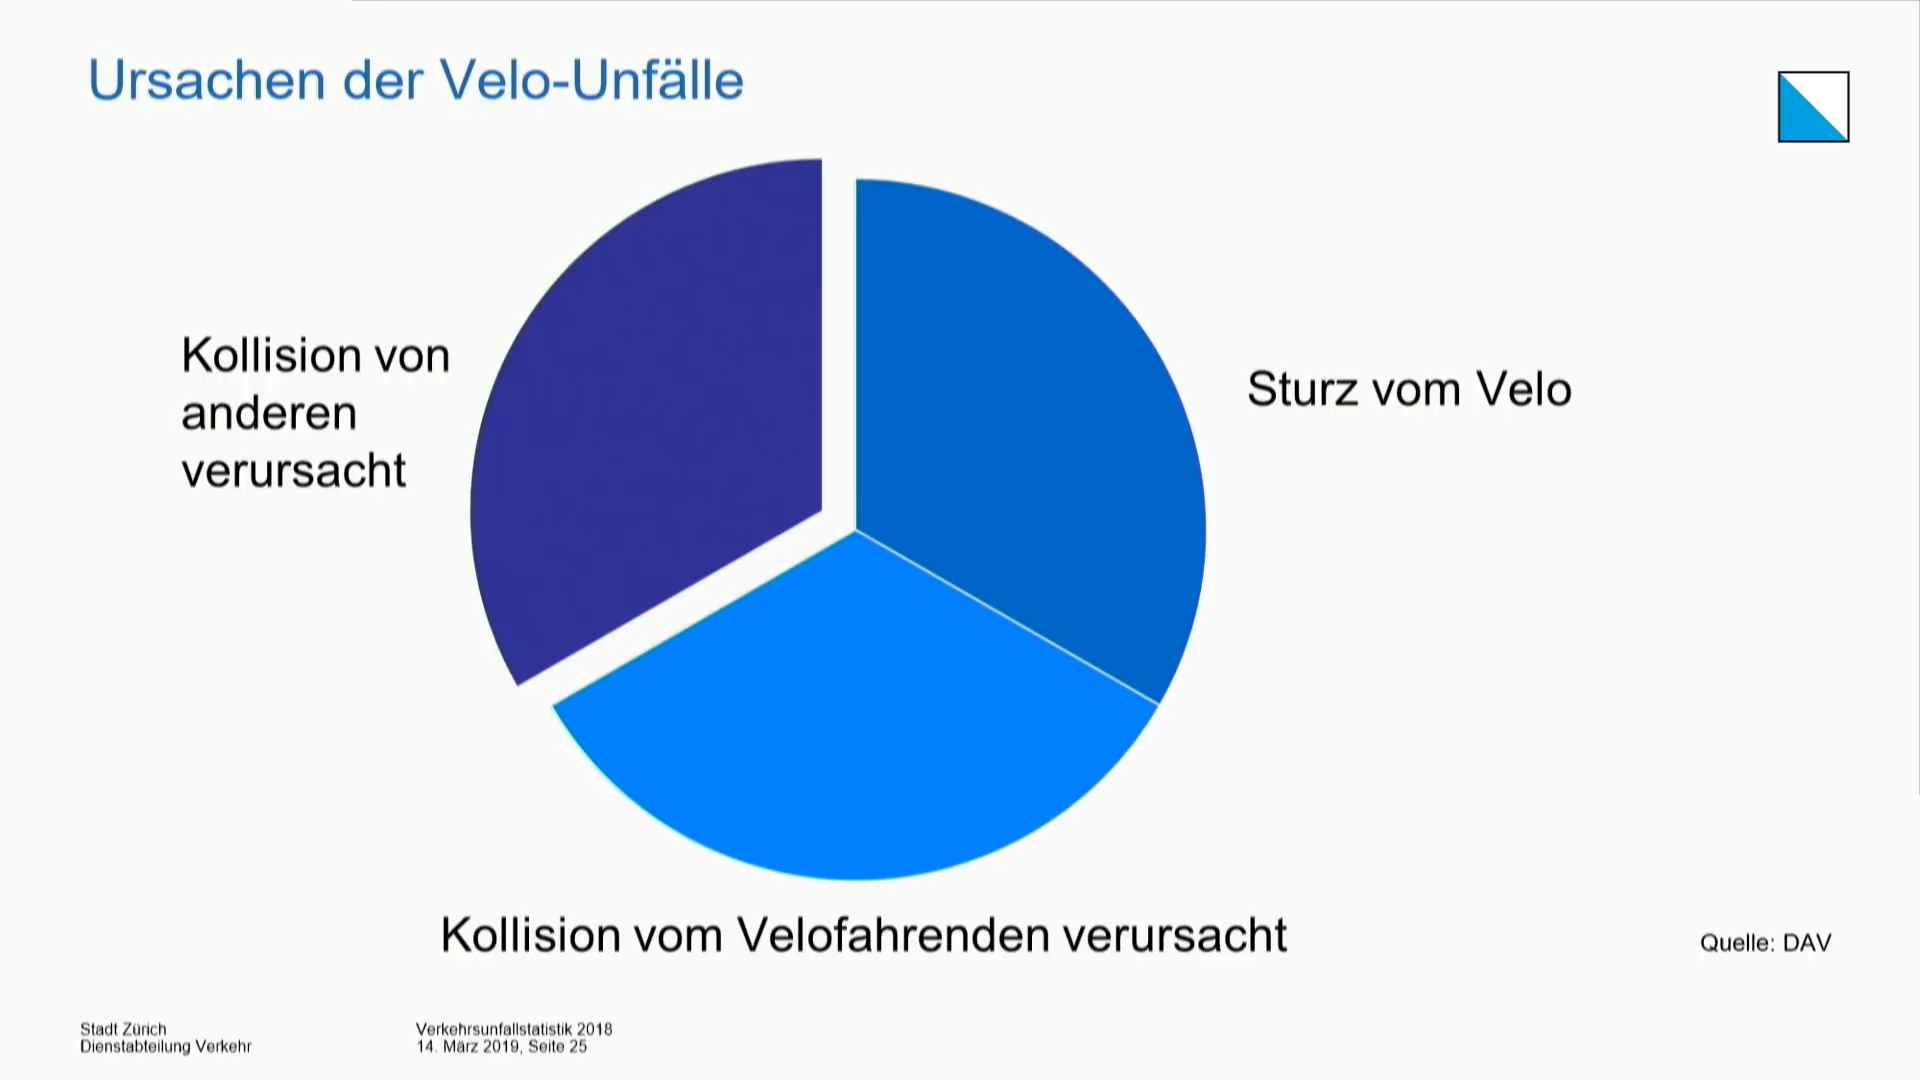 Ursachen der Velo-Unfälle
Kollision von
anderen
verursacht
Sturz vom Velo
Kollision vom Velofahrenden verursacht
Quelle: DAV
Stadt Zürich
Dienstabteilung Verkehr
Verkehrsunfallstatistik 2018
14. März 2019, Seite 25